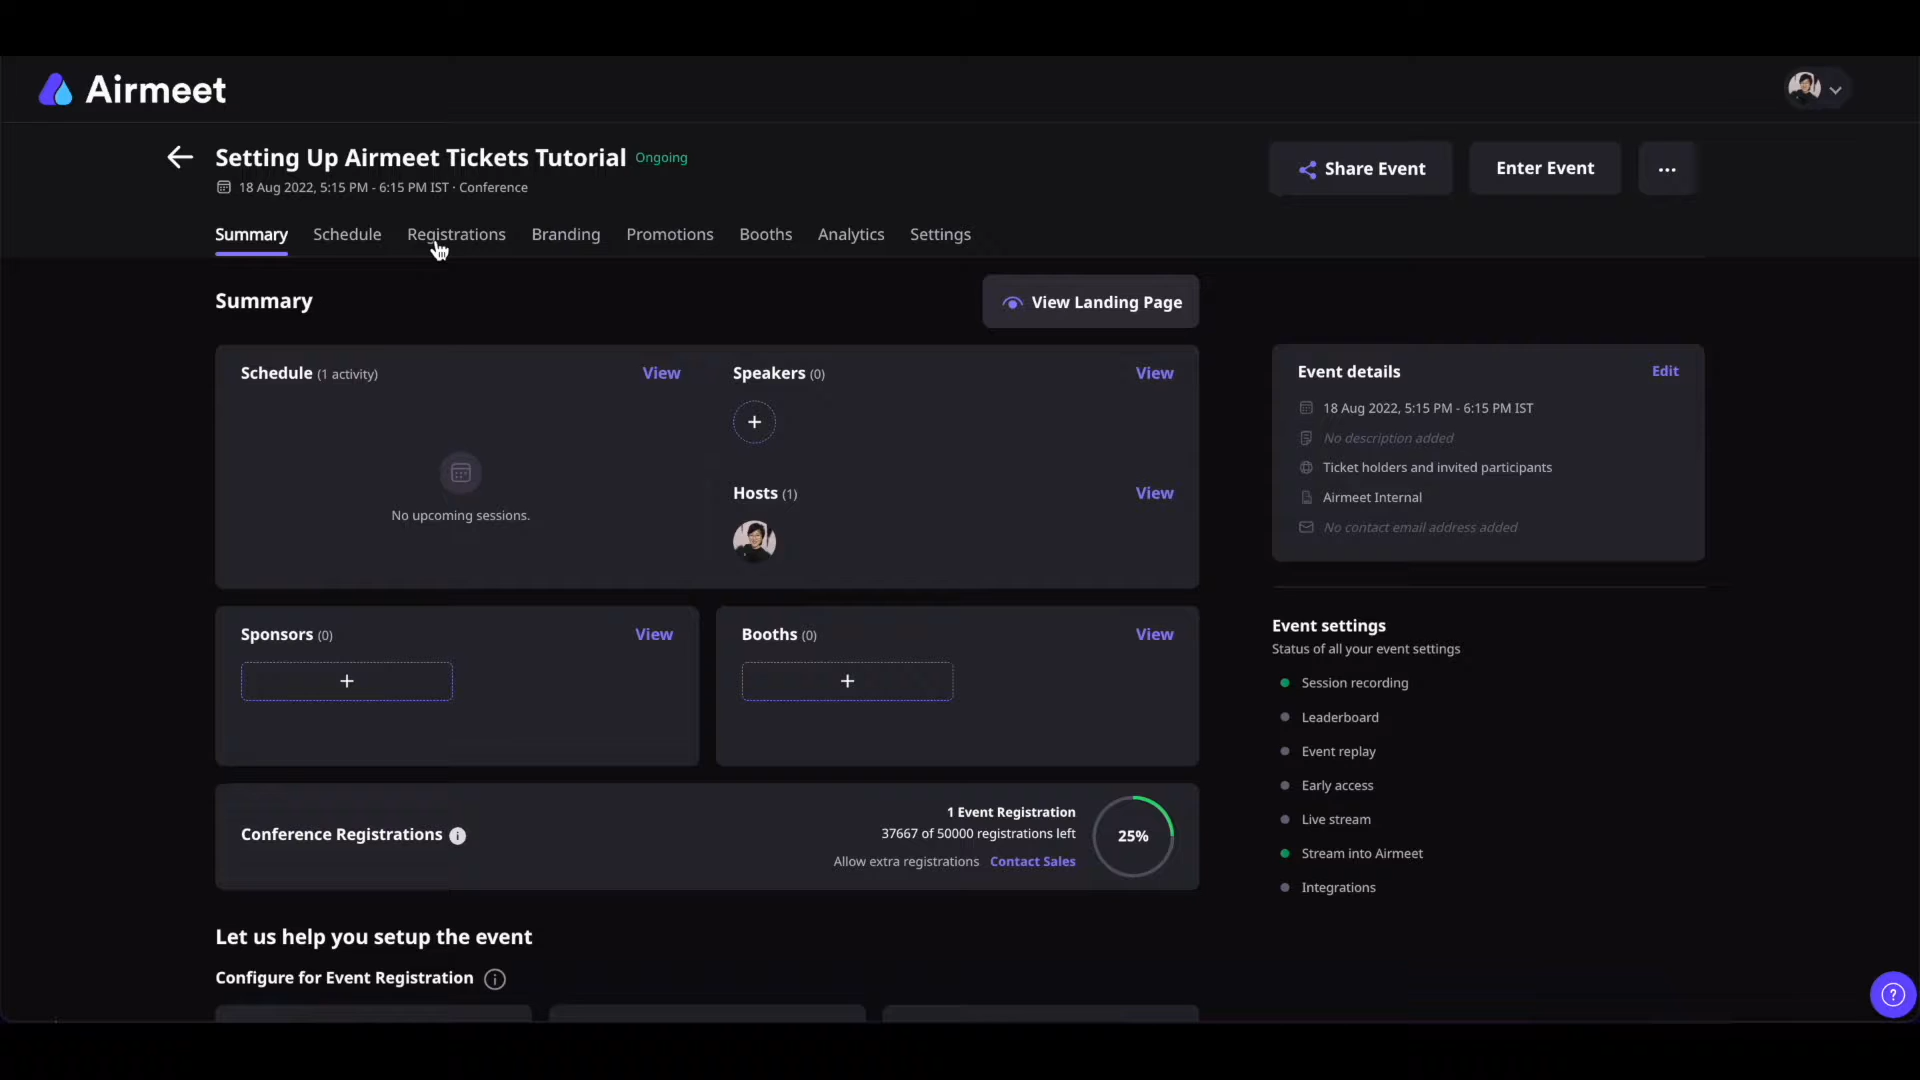 Airmeet
Setting Up Airmeet Tickets Tutorial Ongoing
18 Aug 2022, 5:15 PM - 6:15 PM IST · Conference
Share Event
Enter Event
...
Summary Schedule Registrations Branding Promotions Booths Analytics Settings
Summary
View Landing Page
Schedule (1 activity) View
No upcoming sessions.
Speakers (0) View
+
Hosts (1) View
Sponsors (0) View
+
Booths (0) View
+
Conference Registrations i
1 Event Registration
37667 of 50000 registrations left
Allow extra registrations Contact Sales
25%
Let us help you setup the event
Configure for Event Registration i
Event details Edit
18 Aug 2022, 5:15 PM - 6:15 PM IST
No description added
Ticket holders and invited participants
Airmeet Internal
No contact email address added
Event settings
Status of all your event settings
Session recording
Leaderboard
Event replay
Early access
Live stream
Stream into Airmeet
Integrations
?